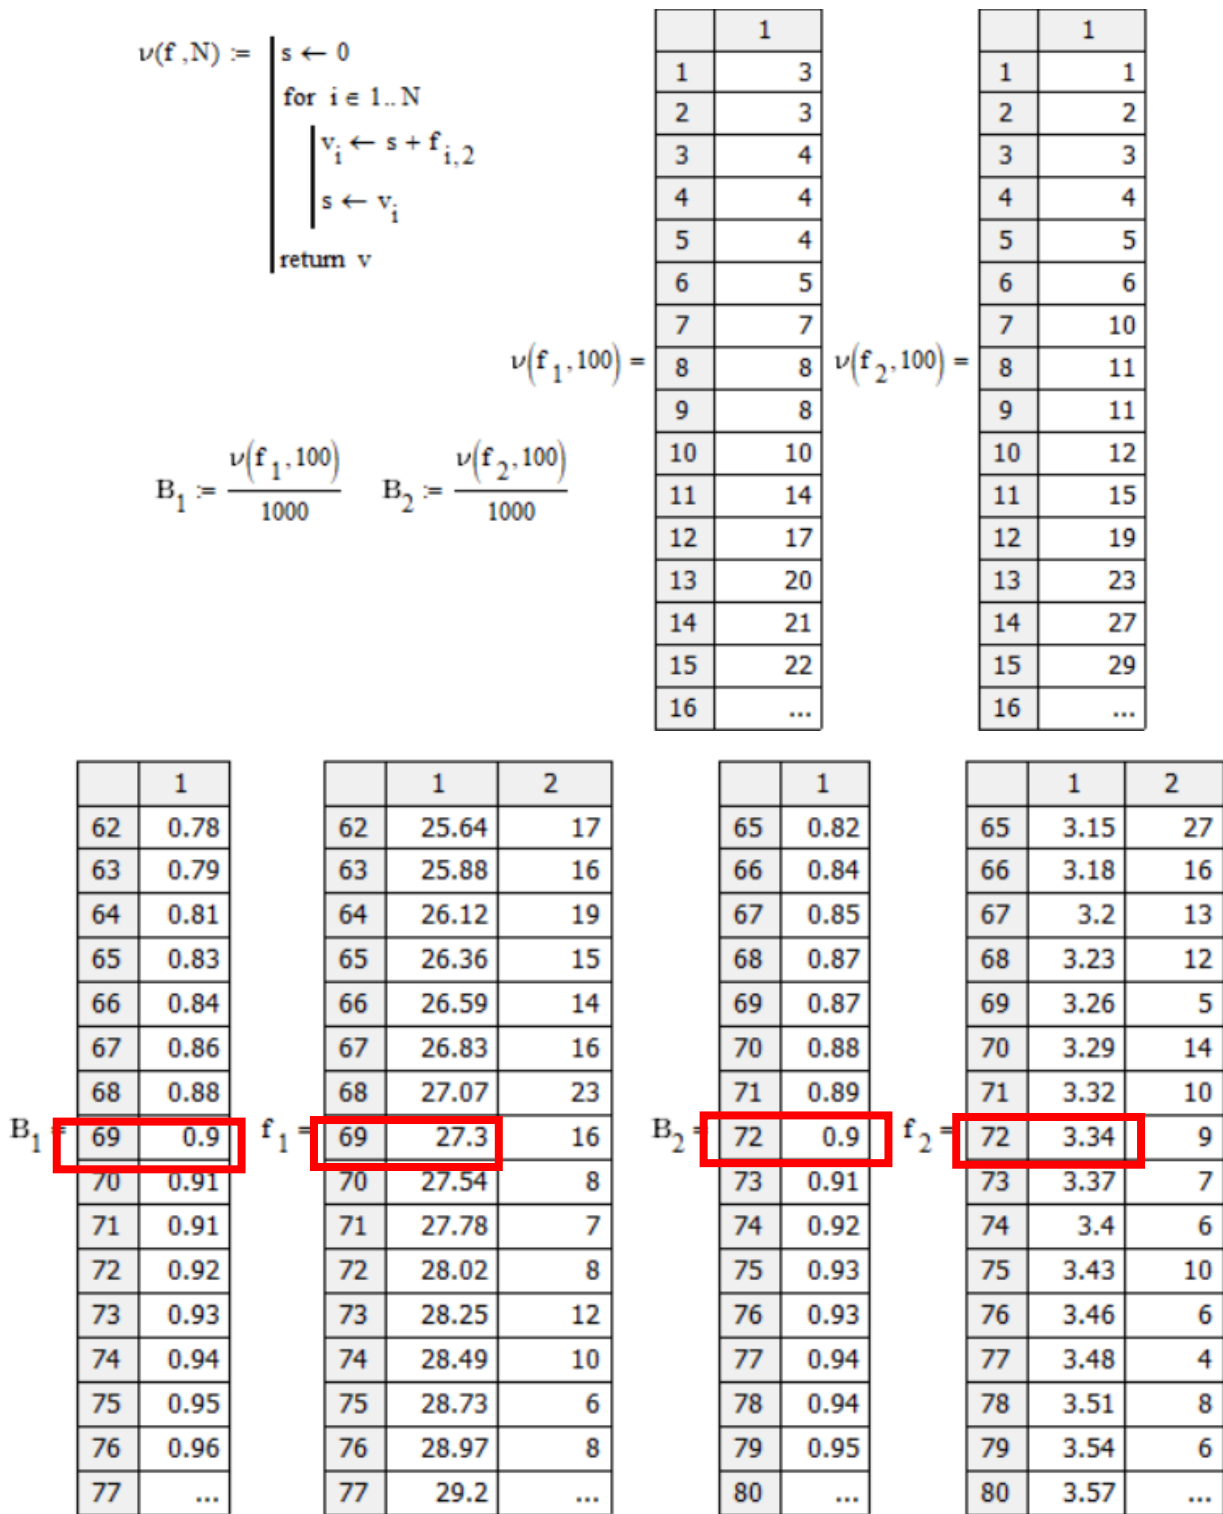 ν(f ,N) := s ← 0
for i ∈ 1.. N
v_i ← s + f_i,2
s ← v_i
return v
B_1 := ν(f_1, 100) / 1000 B_2 := ν(f_2, 100) / 1000
ν(f_1, 100) =
1
1 3
2 3
3 4
4 4
5 4
6 5
7 7
8 8
9 8
10 10
11 14
12 17
13 20
14 21
15 22
16 ...
ν(f_2, 100) =
1
1 1
2 2
3 3
4 4
5 5
6 6
7 10
8 11
9 11
10 12
11 15
12 19
13 23
14 27
15 29
16 ...
B_1 =
1
62 0.78
63 0.79
64 0.81
65 0.83
66 0.84
67 0.86
68 0.88
69 0.9
70 0.91
71 0.91
72 0.92
73 0.93
74 0.94
75 0.95
76 0.96
77 ...
f_1 =
1 2
62 25.64 17
63 25.88 16
64 26.12 19
65 26.36 15
66 26.59 14
67 26.83 16
68 27.07 23
69 27.3 16
70 27.54 8
71 27.78 7
72 28.02 8
73 28.25 12
74 28.49 10
75 28.73 6
76 28.97 8
77 29.2 ...
B_2 =
1
65 0.82
66 0.84
67 0.85
68 0.87
69 0.87
70 0.88
71 0.89
72 0.9
73 0.91
74 0.92
75 0.93
76 0.93
77 0.94
78 0.94
79 0.95
80 ...
f_2 =
1 2
65 3.15 27
66 3.18 16
67 3.2 13
68 3.23 12
69 3.26 5
70 3.29 14
71 3.32 10
72 3.34 9
73 3.37 7
74 3.4 6
75 3.43 10
76 3.46 6
77 3.48 4
78 3.51 8
79 3.54 6
80 3.57 ...